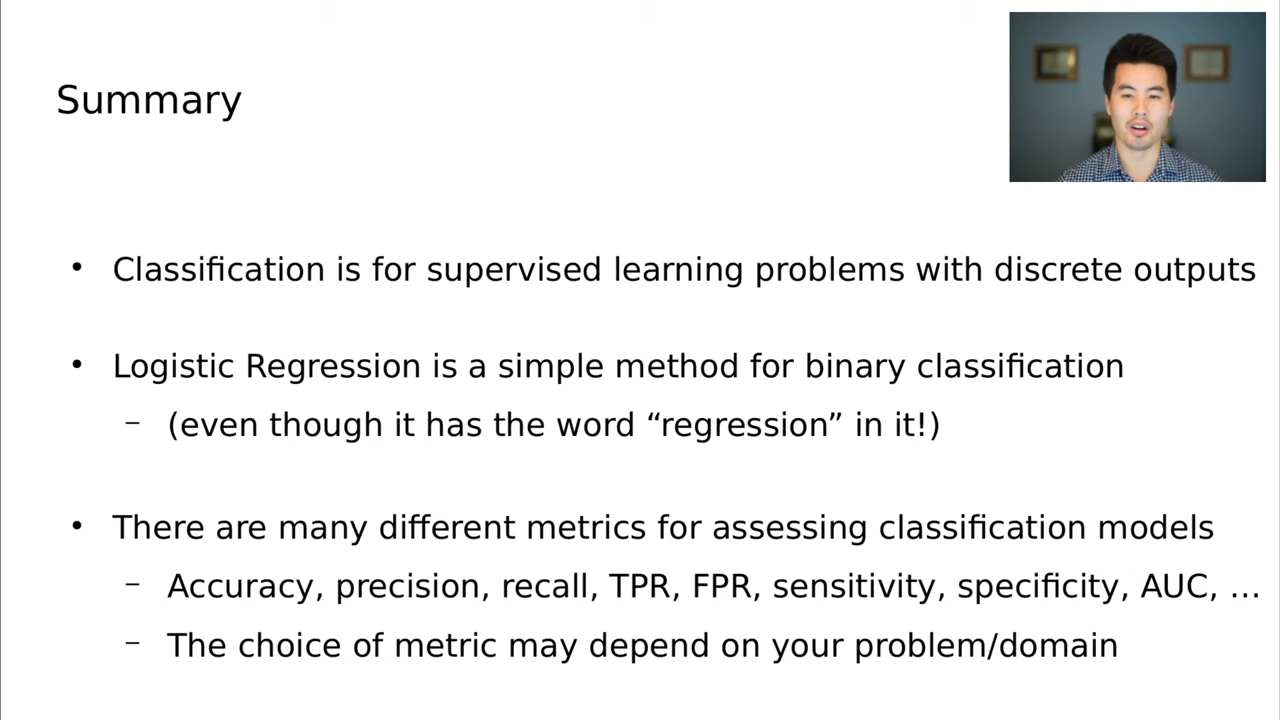 Summary
• Classification is for supervised learning problems with discrete outputs
• Logistic Regression is a simple method for binary classification
– (even though it has the word “regression” in it!)
• There are many different metrics for assessing classification models
– Accuracy, precision, recall, TPR, FPR, sensitivity, specificity, AUC, ...
– The choice of metric may depend on your problem/domain